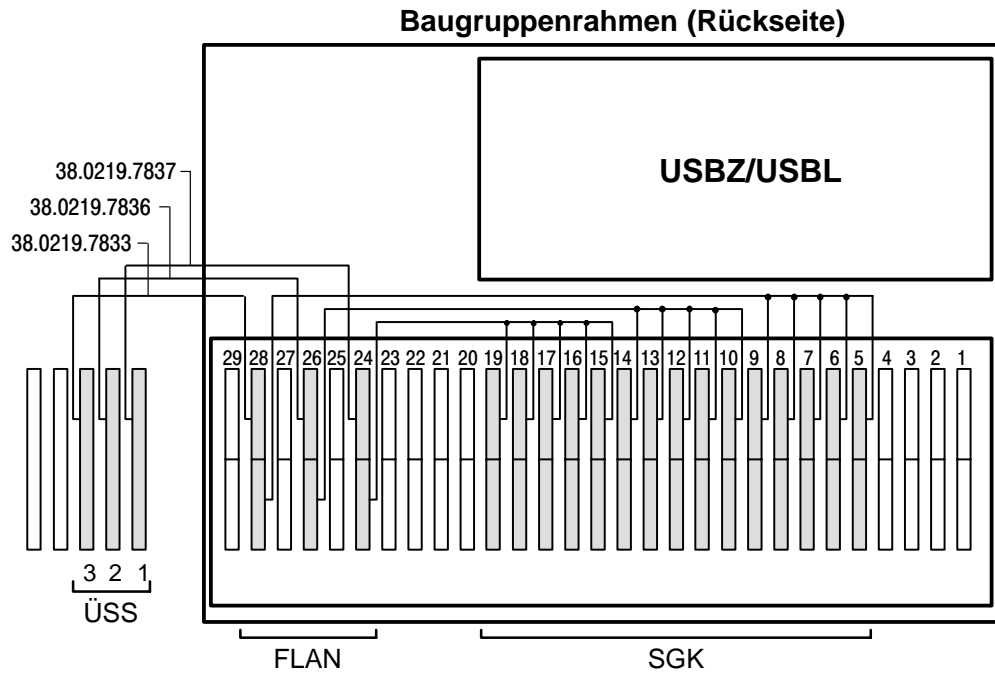 Baugruppenrahmen (Rückseite)
USBZ/USBL
38.0219.7837
38.0219.7836
38.0219.7833
29 28 27 26 25 24 23 22 21 20 19 18 17 16 15 14 13 12 11 10 9 8 7 6 5 4 3 2 1
3 2 1
ÜSS
FLAN
SGK